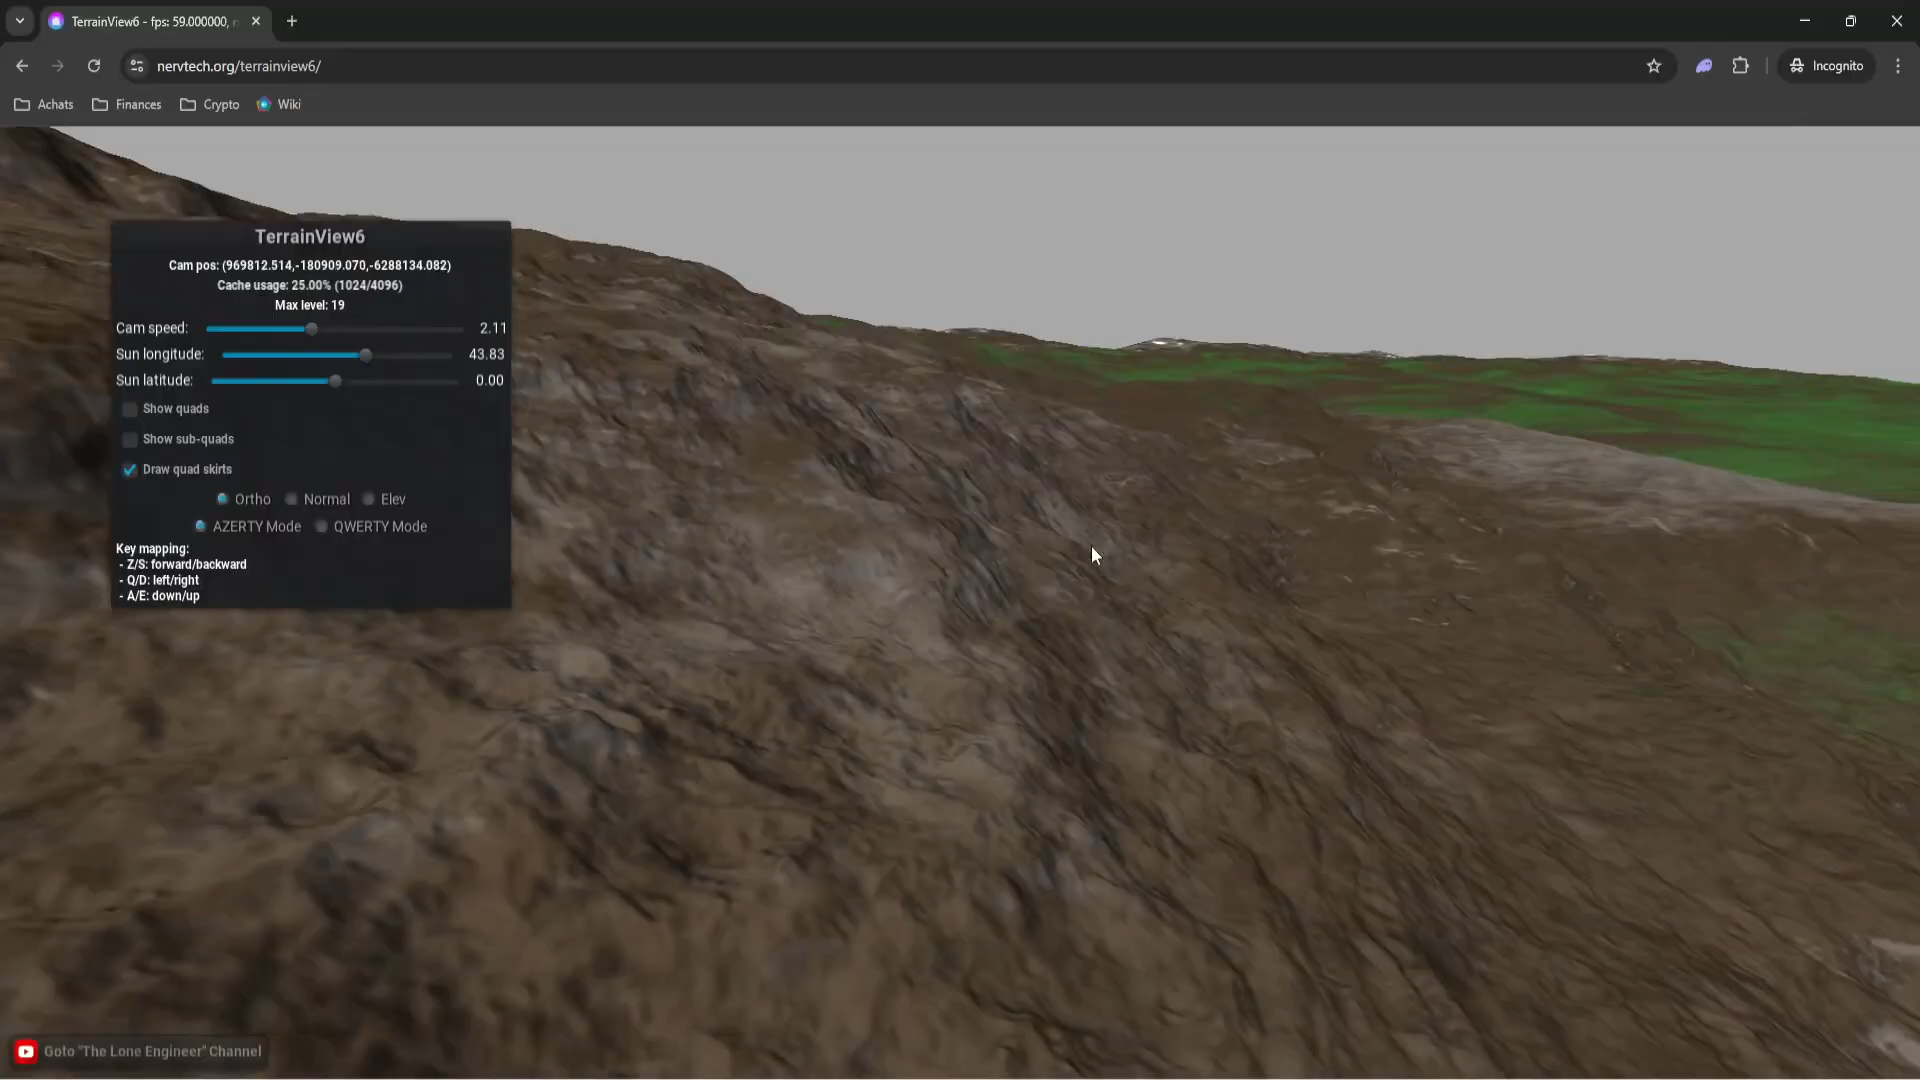 TerrainView6 - fps: 59.000000,
nervtech.org/terrainview6/
Incognito
Achats
Finances
Crypto
Wiki
TerrainView6
Cam pos: (969812.514,-180909.070,-6288134.082)
Cache usage: 25.00% (1024/4096)
Max level: 19
Cam speed: 2.11
Sun longitude: 43.83
Sun latitude: 0.00
Show quads
Show sub-quads
Draw quad skirts
Ortho Normal Elev
AZERTY Mode QWERTY Mode
Key mapping:
- Z/S: forward/backward
- Q/D: left/right
- A/E: down/up
Goto "The Lone Engineer" Channel